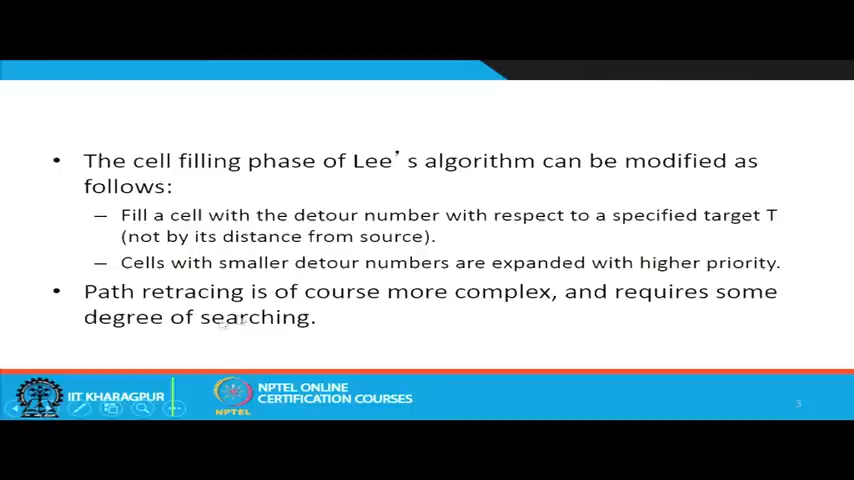 • The cell filling phase of Lee's algorithm can be modified as
follows:
– Fill a cell with the detour number with respect to a specified target T
(not by its distance from source).
– Cells with smaller detour numbers are expanded with higher priority.
• Path retracing is of course more complex, and requires some
degree of searching.
IIT KHARAGPUR
NPTEL
NPTEL ONLINE
CERTIFICATION COURSES
3